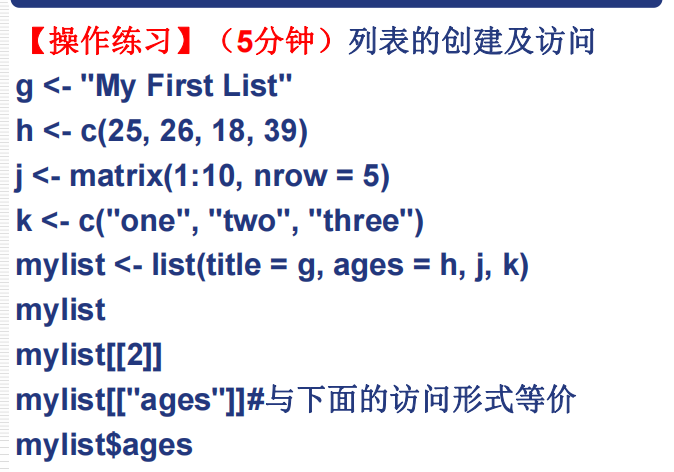 【操作练习】（5分钟）列表的创建及访问
g <- "My First List"
h <- c(25, 26, 18, 39)
j <- matrix(1:10, nrow = 5)
k <- c("one", "two", "three")
mylist <- list(title = g, ages = h, j, k)
mylist
mylist[[2]]
mylist[["ages"]]#与下面的访问形式等价
mylist$ages